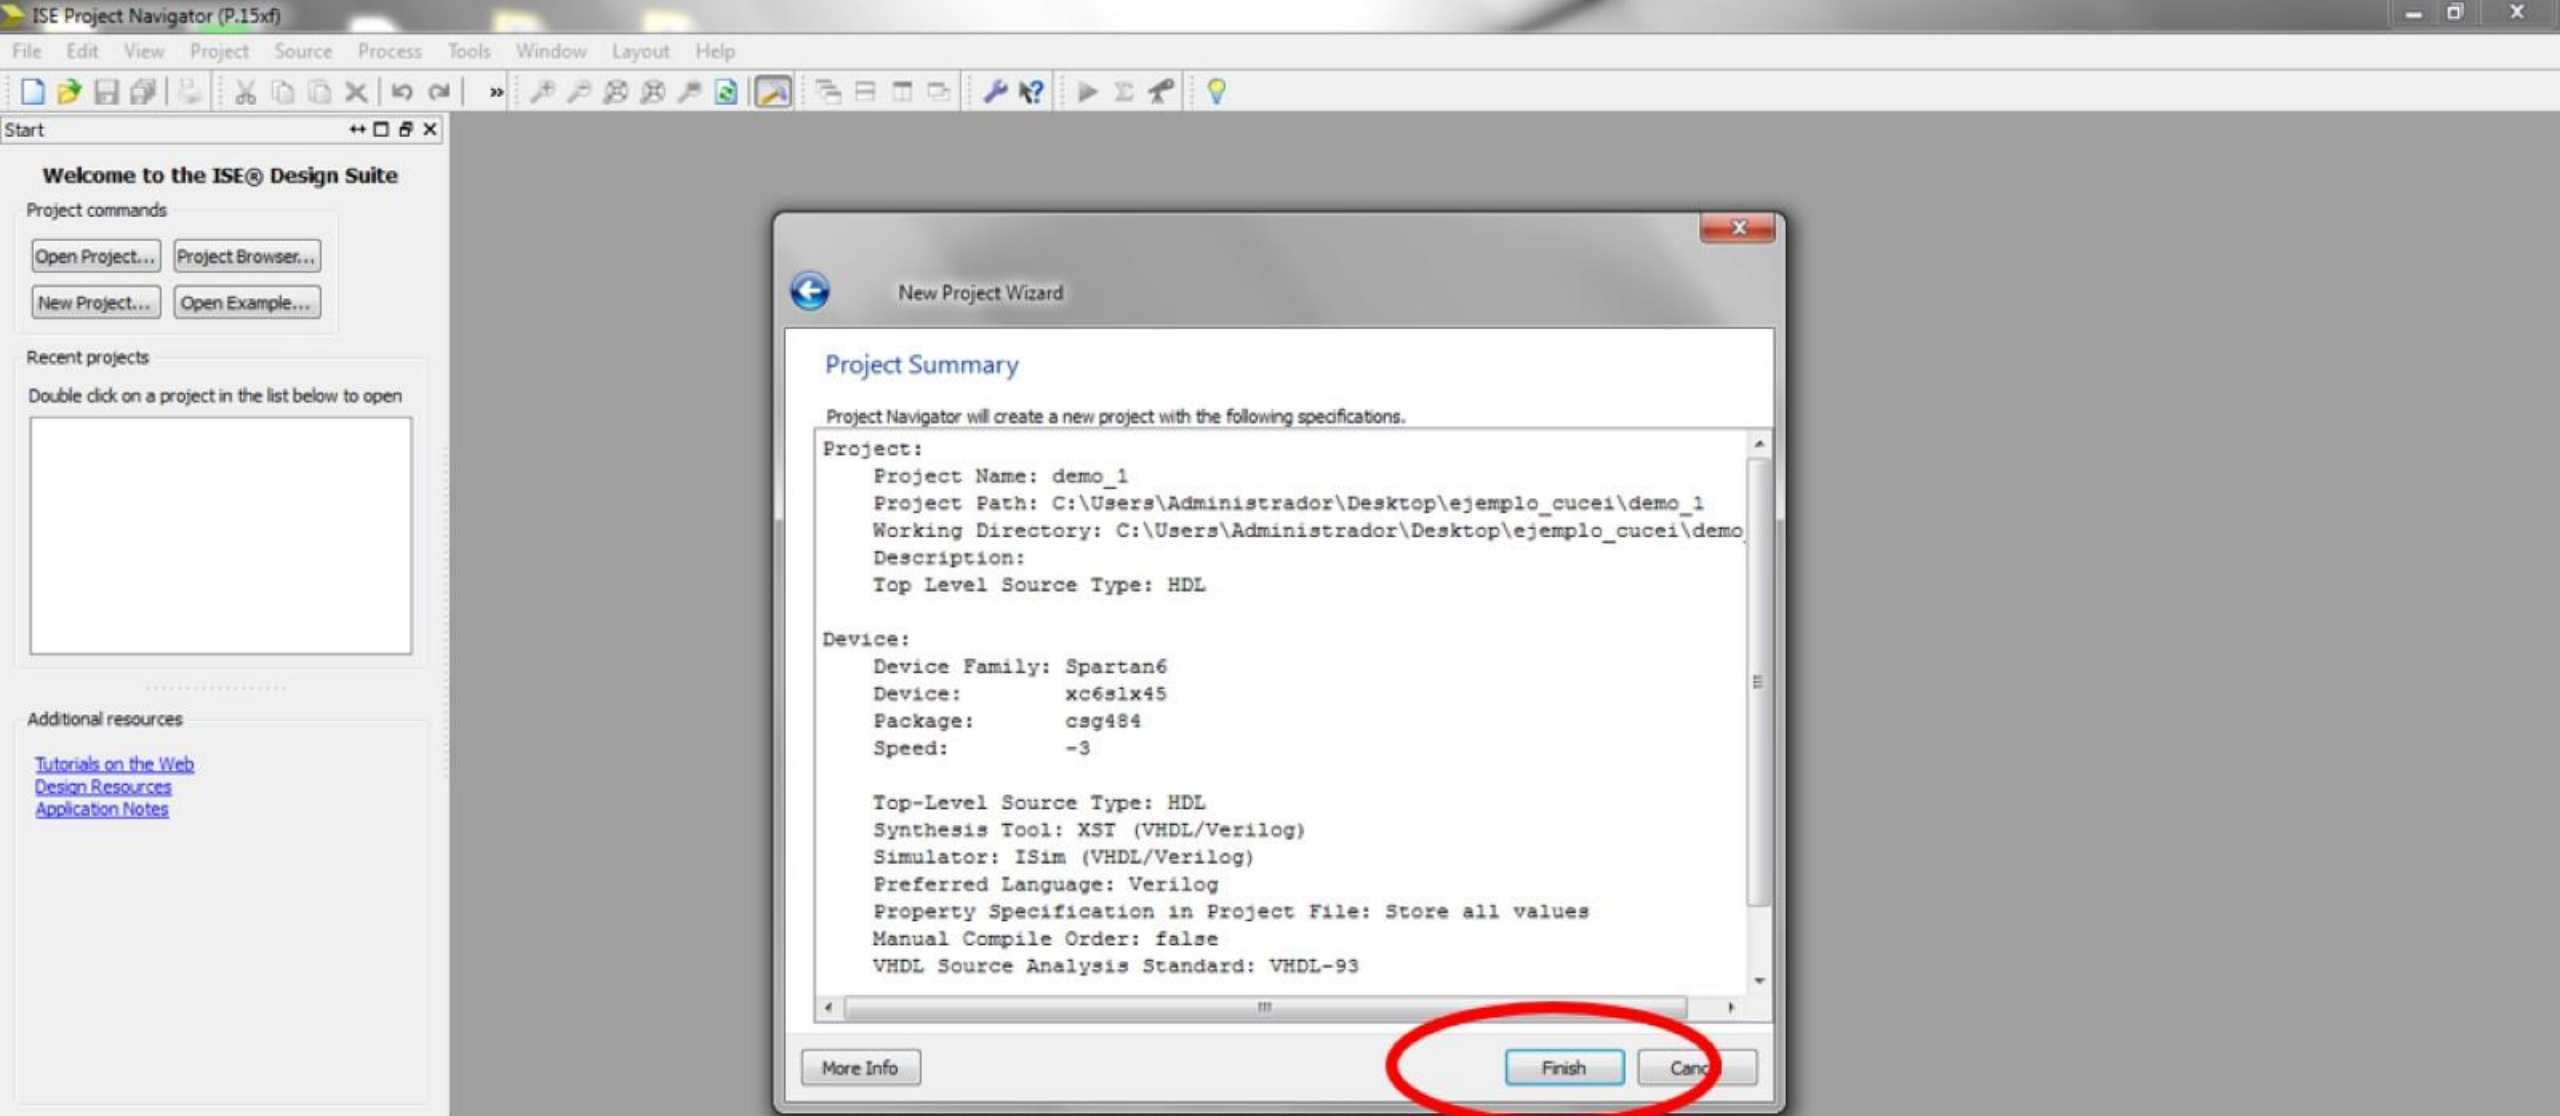 ISE Project Navigator (P.15xf)
File Edit View Project Source Process Tools Window Layout Help
Start
Welcome to the ISE® Design Suite
Project commands
Open Project... Project Browser...
New Project... Open Example...
Recent projects
Double click on a project in the list below to open
Additional resources
Tutorials on the Web
Design Resources
Application Notes
New Project Wizard
Project Summary
Project Navigator will create a new project with the following specifications.
Project:
Project Name: demo_1
Project Path: C:\Users\Administrador\Desktop\ejemplo_cucei\demo_1
Working Directory: C:\Users\Administrador\Desktop\ejemplo_cucei\demo_
Description:
Top Level Source Type: HDL
Device:
Device Family: Spartan6
Device: xc6slx45
Package: csg484
Speed: -3
Top-Level Source Type: HDL
Synthesis Tool: XST (VHDL/Verilog)
Simulator: ISim (VHDL/Verilog)
Preferred Language: Verilog
Property Specification in Project File: Store all values
Manual Compile Order: false
VHDL Source Analysis Standard: VHDL-93
More Info Finish Canc